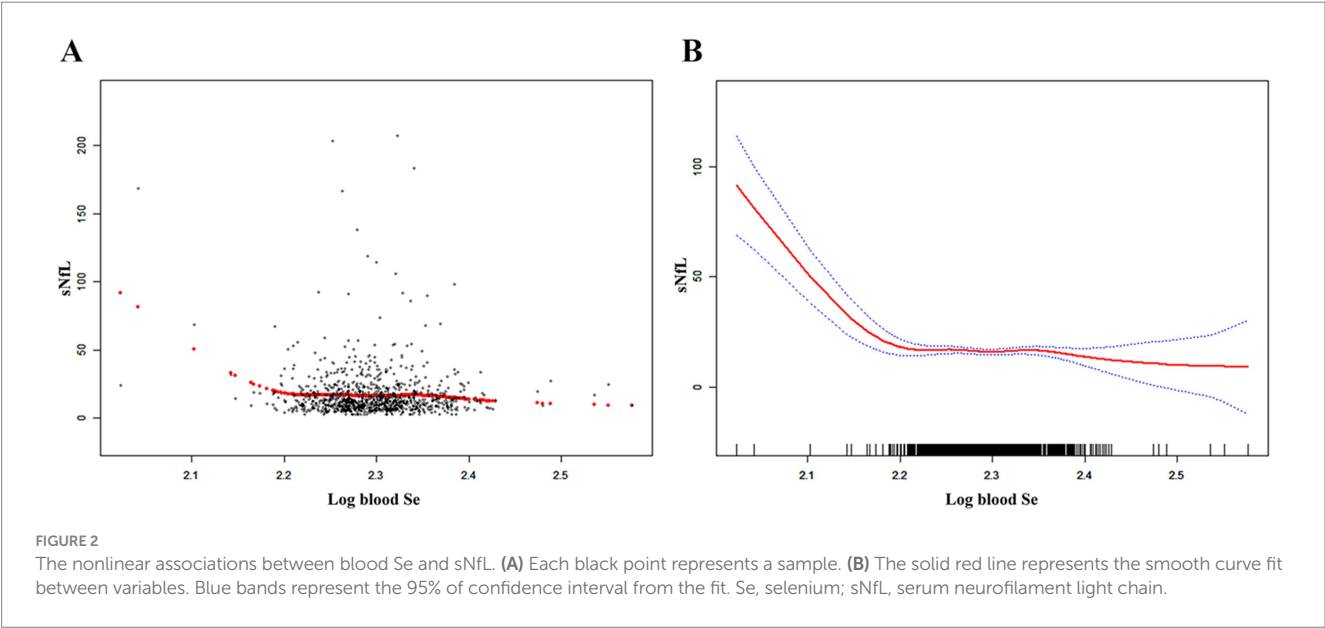 A
B
200
150
100
50
0
sNfL
2.1 2.2 2.3 2.4 2.5
Log blood Se
100
50
0
sNfL
2.1 2.2 2.3 2.4 2.5
Log blood Se
FIGURE 2
The nonlinear associations between blood Se and sNfL. (A) Each black point represents a sample. (B) The solid red line represents the smooth curve fit
between variables. Blue bands represent the 95% of confidence interval from the fit. Se, selenium; sNfL, serum neurofilament light chain.